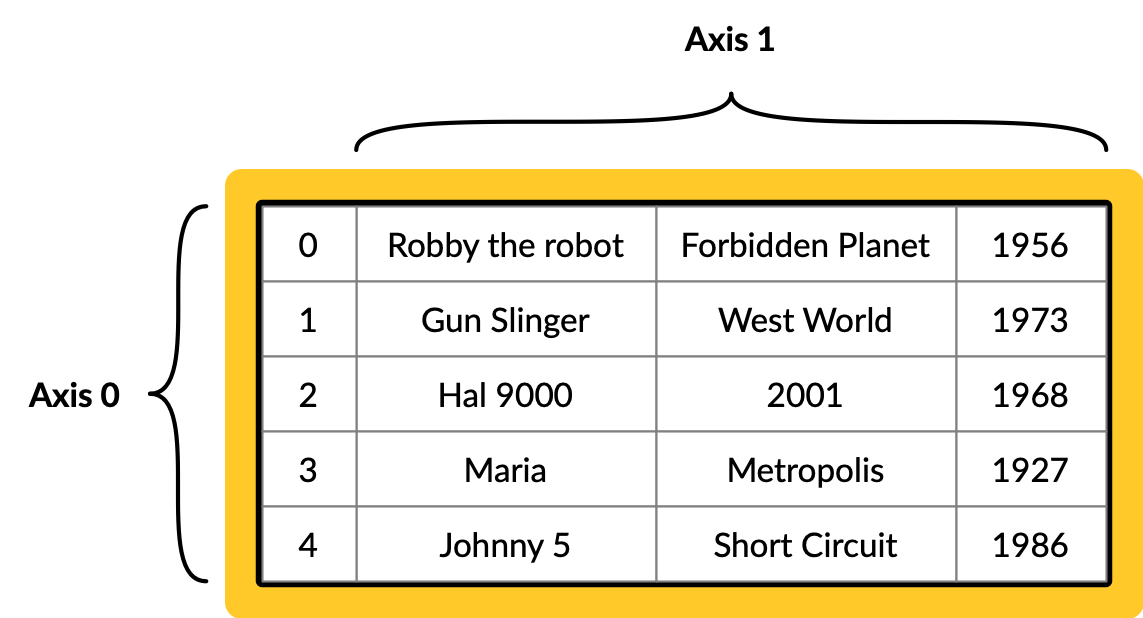 Axis 1
0 Robby the robot Forbidden Planet 1956
1 Gun Slinger West World 1973
Axis 0 2 Hal 9000 2001 1968
3 Maria Metropolis 1927
4 Johnny 5 Short Circuit 1986